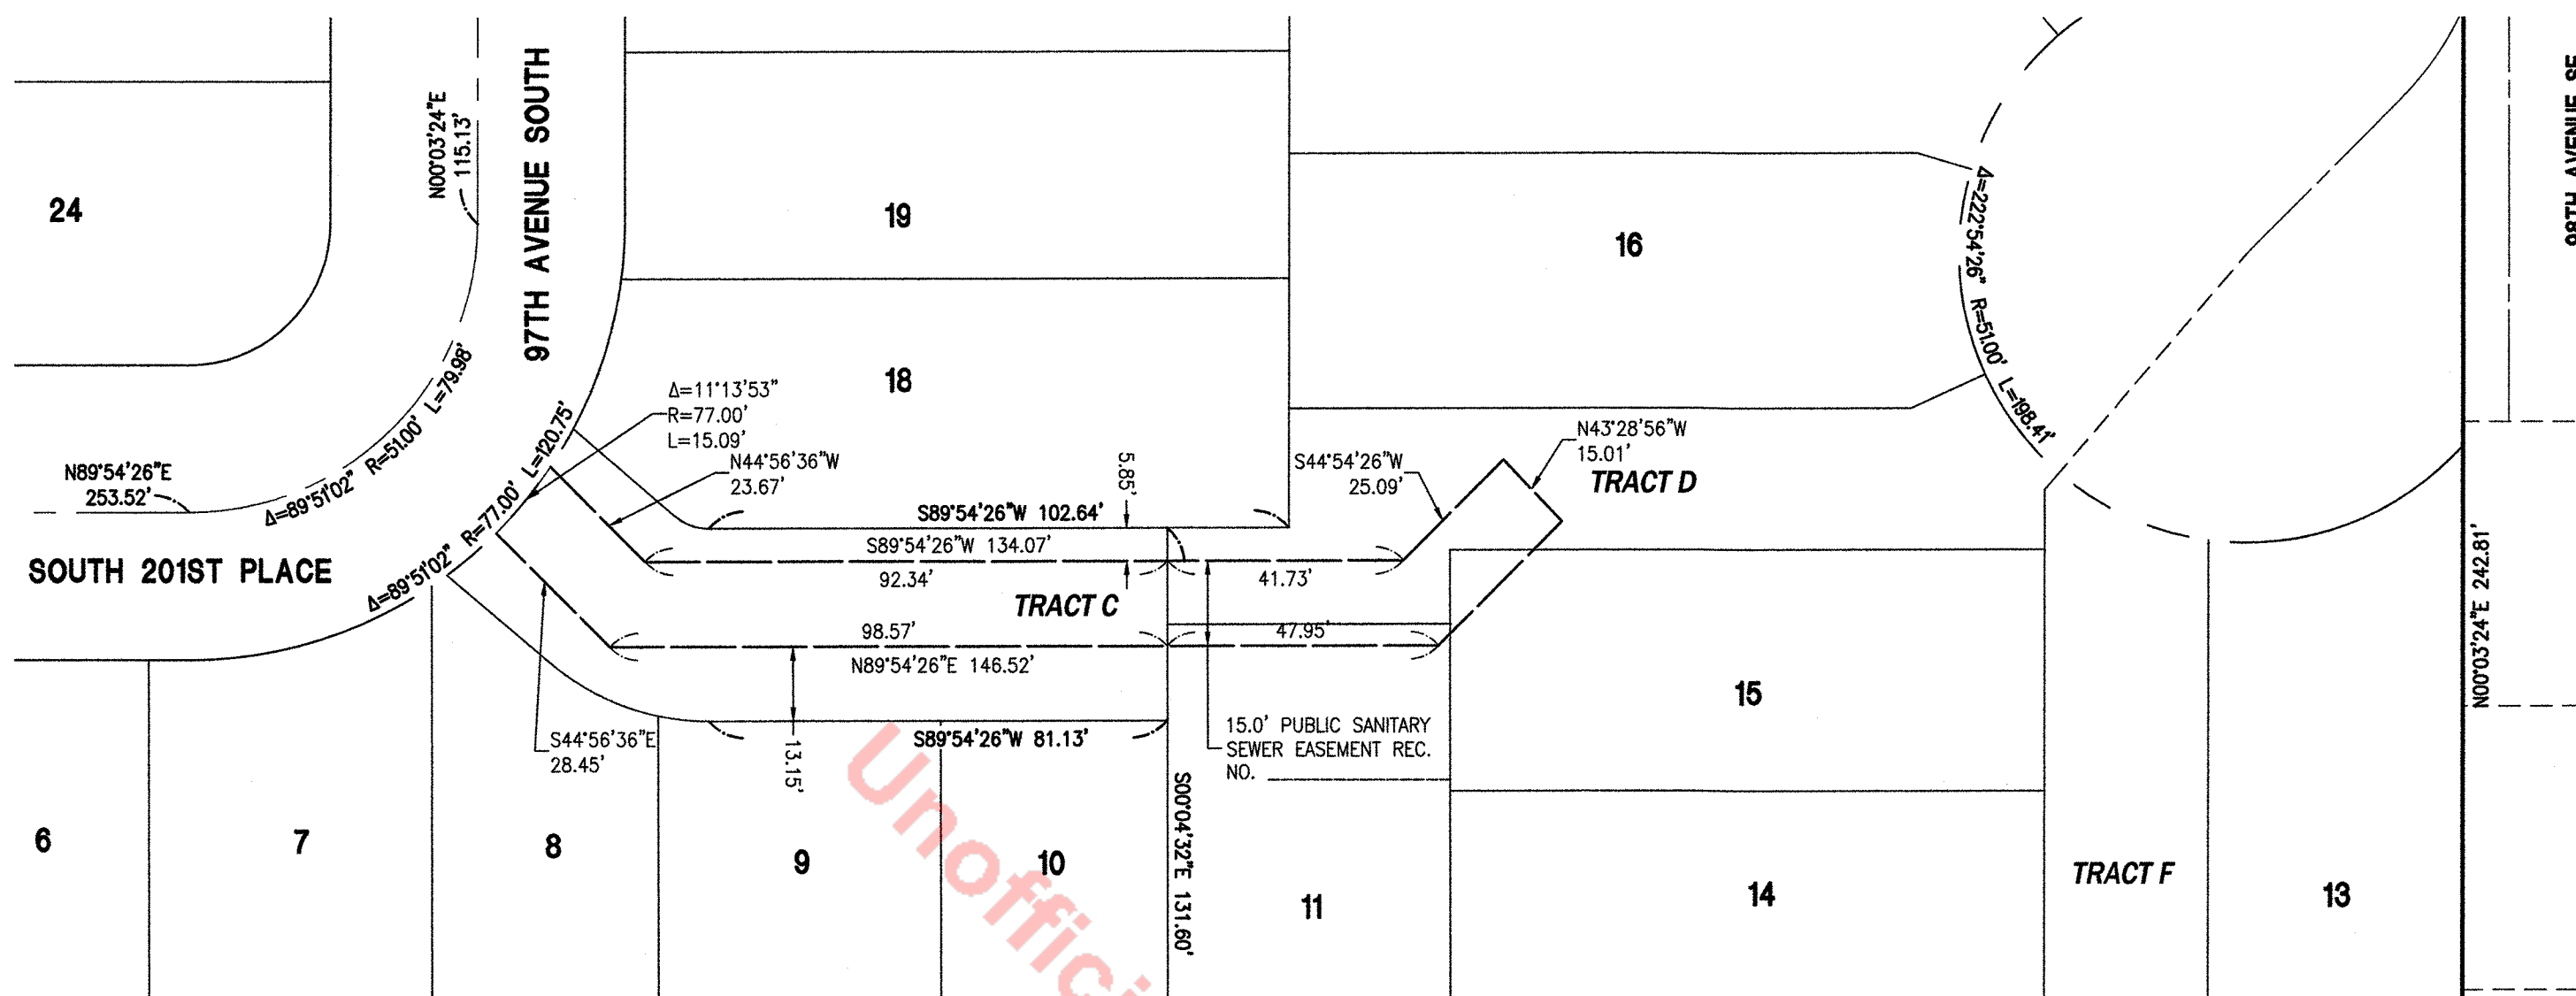 98TH AVENUE SE
97TH AVENUE SOUTH
N00°03'24"E
115.13'
24
19
16
Δ=222°54'26" R=51.00' L=198.41'
18
Δ=11°13'53"
R=77.00'
L=15.09'
N44°56'36"W
23.67'
Δ=89°51'02" R=51.00' L=79.98'
Δ=89°51'02" R=77.00' L=120.75'
N89°54'26"E
253.52'
SOUTH 201ST PLACE
5.85'
S44°54'26"W
25.09'
N43°28'56"W
15.01'
TRACT D
S89°54'26"W 102.64'
S89°54'26"W 134.07'
92.34'
41.73'
TRACT C
98.57'
47.95'
N89°54'26"E 146.52'
N00°03'24"E 242.81'
15
S44°56'36"E
28.45'
13.15'
S89°54'26"W 81.13'
15.0' PUBLIC SANITARY
SEWER EASEMENT REC.
NO.
S00°04'32"E 131.60'
6
7
8
9
10
11
14
TRACT F
13
Unoffici